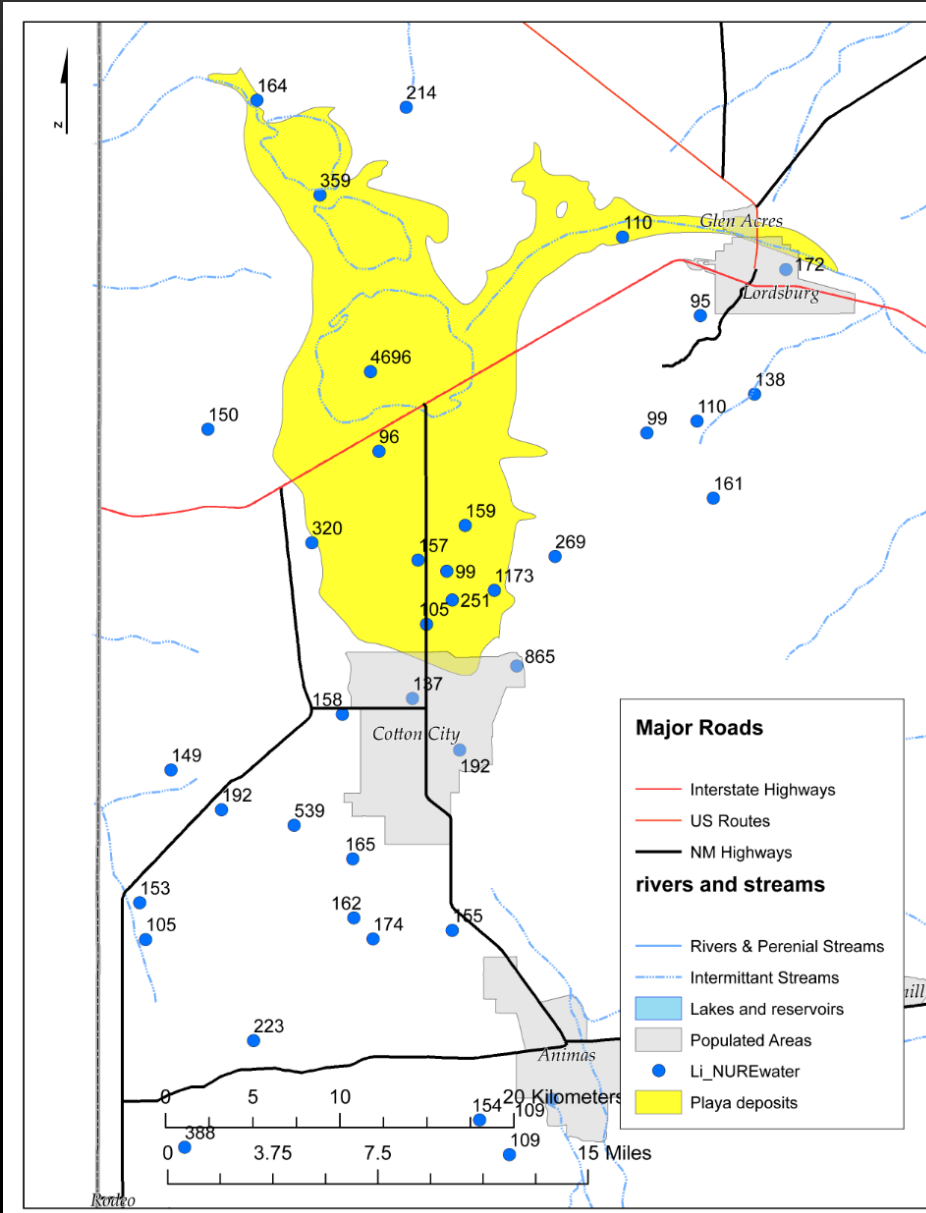 164
214
359
110
Glen Acres
172
Lordsburg
95
4696
138
150
110
99
96
161
159
320
157
269
99
1173
251
105
865
137
158
Cotton City
192
149
192
539
165
153
162
105
174
155
223
Animas
0 5 10 20 Kilometers
154
109
109
388
0 3.75 7.5 15 Miles
Rodeo
Major Roads
Interstate Highways
US Routes
NM Highways
rivers and streams
Rivers & Perenial Streams
Intermittant Streams
Lakes and reservoirs
Populated Areas
Li_NUREwater
Playa deposits
N